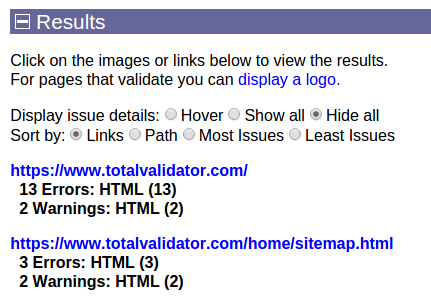 Results
Click on the images or links below to view the results.
For pages that validate you can display a logo.
Display issue details: Hover Show all Hide all
Sort by: Links Path Most Issues Least Issues
https://www.totalvalidator.com/
13 Errors: HTML (13)
2 Warnings: HTML (2)
https://www.totalvalidator.com/home/sitemap.html
3 Errors: HTML (3)
2 Warnings: HTML (2)